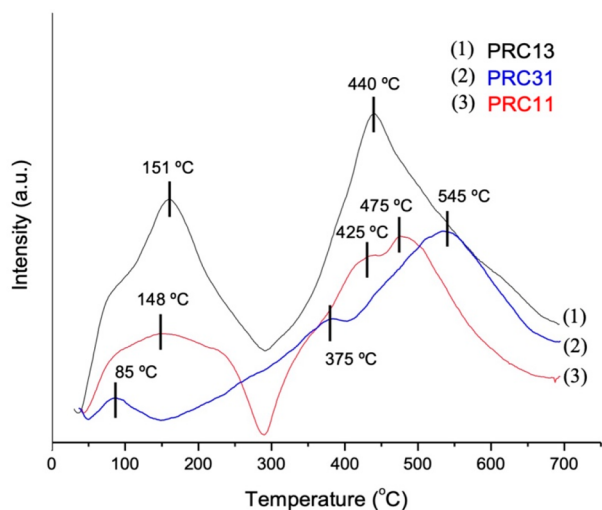 (1) PRC13
(2) PRC31
(3) PRC11
440 ºC
151 ºC
475 ºC
545 ºC
425 ºC
148 ºC
85 ºC
375 ºC
(1)
(2)
(3)
Intensity (a.u.)
0 100 200 300 400 500 600 700
Temperature (°C)